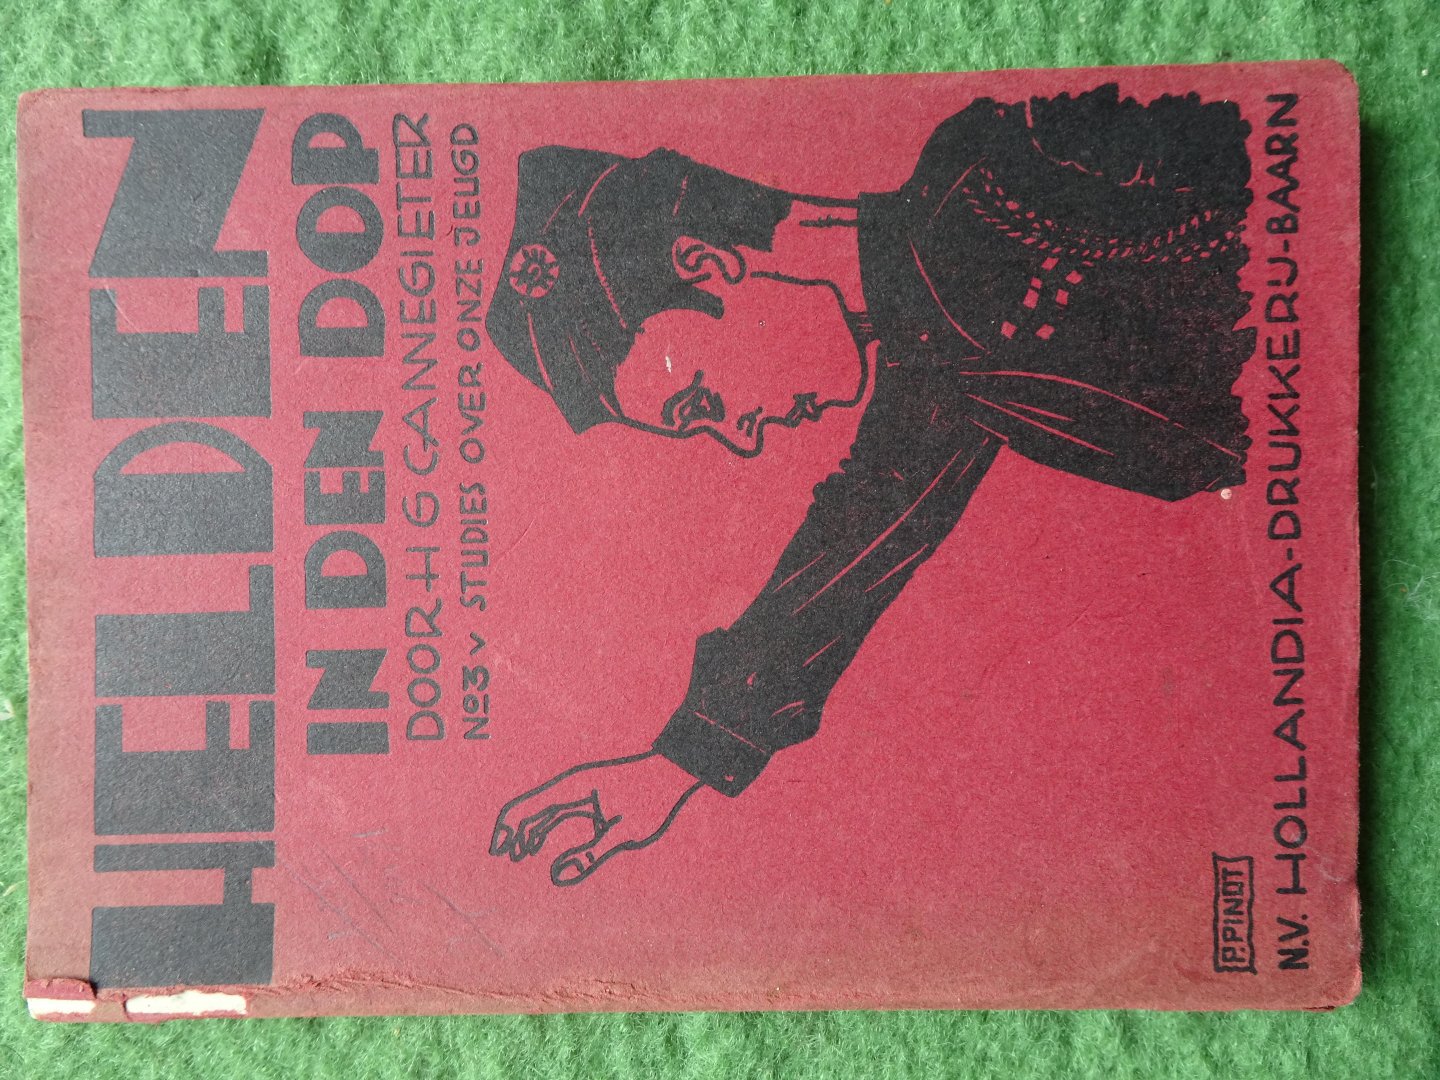 HELDEN
IN DEN DOP
DOOR H G CANNEGIETER
No 3 v STUDIES OVER ONZE JEUGD
P. PINOT
N.V. HOLLANDIA-DRUKKERIJ-BAARN